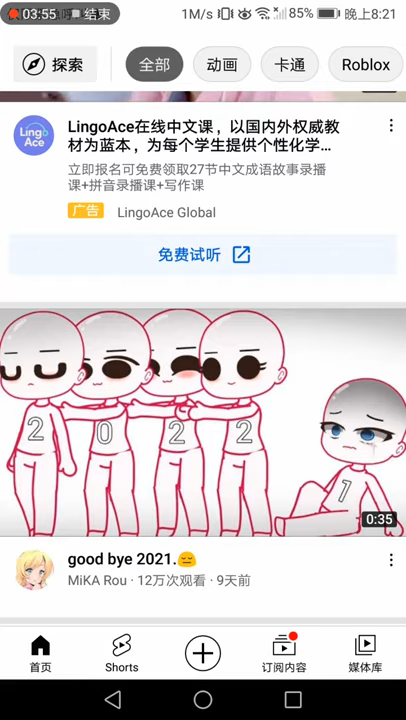 03:55 结束
1M/s 85% 晚上8:21
探索 全部 动画 卡通 Roblox
Lingo
Ace
LingoAce在线中文课，以国内外权威教
材为蓝本，为每个学生提供个性化学...
立即报名可免费领取27节中文成语故事录播
课+拼音录播课+写作课
广告 LingoAce Global
免费试听
2 0 2 2 1
0:35
good bye 2021.😔
MiKA Rou · 12万次观看 · 9天前
首页 Shorts 订阅内容 媒体库